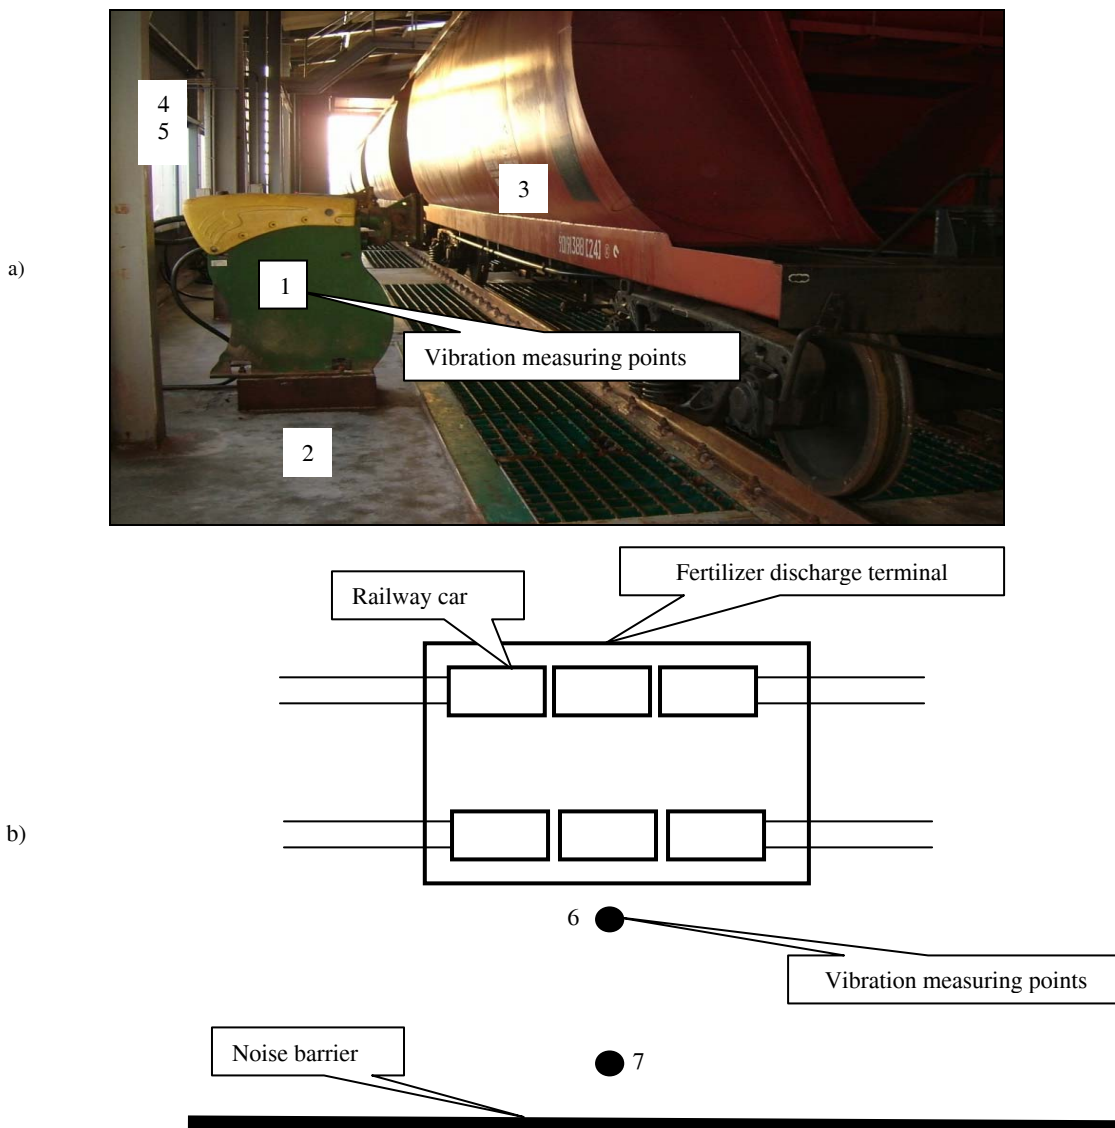 a)
4
5
3
1
Vibration measuring points
2
Fertilizer discharge terminal
Railway car
b)
6
Vibration measuring points
7
Noise barrier